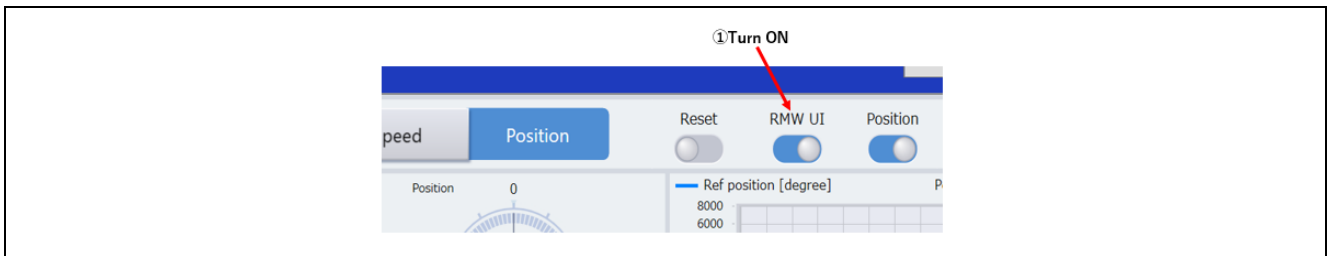 ①Turn ON
Reset RMW UI Position
peed Position
Position 0
Ref position [degree]
8000
6000